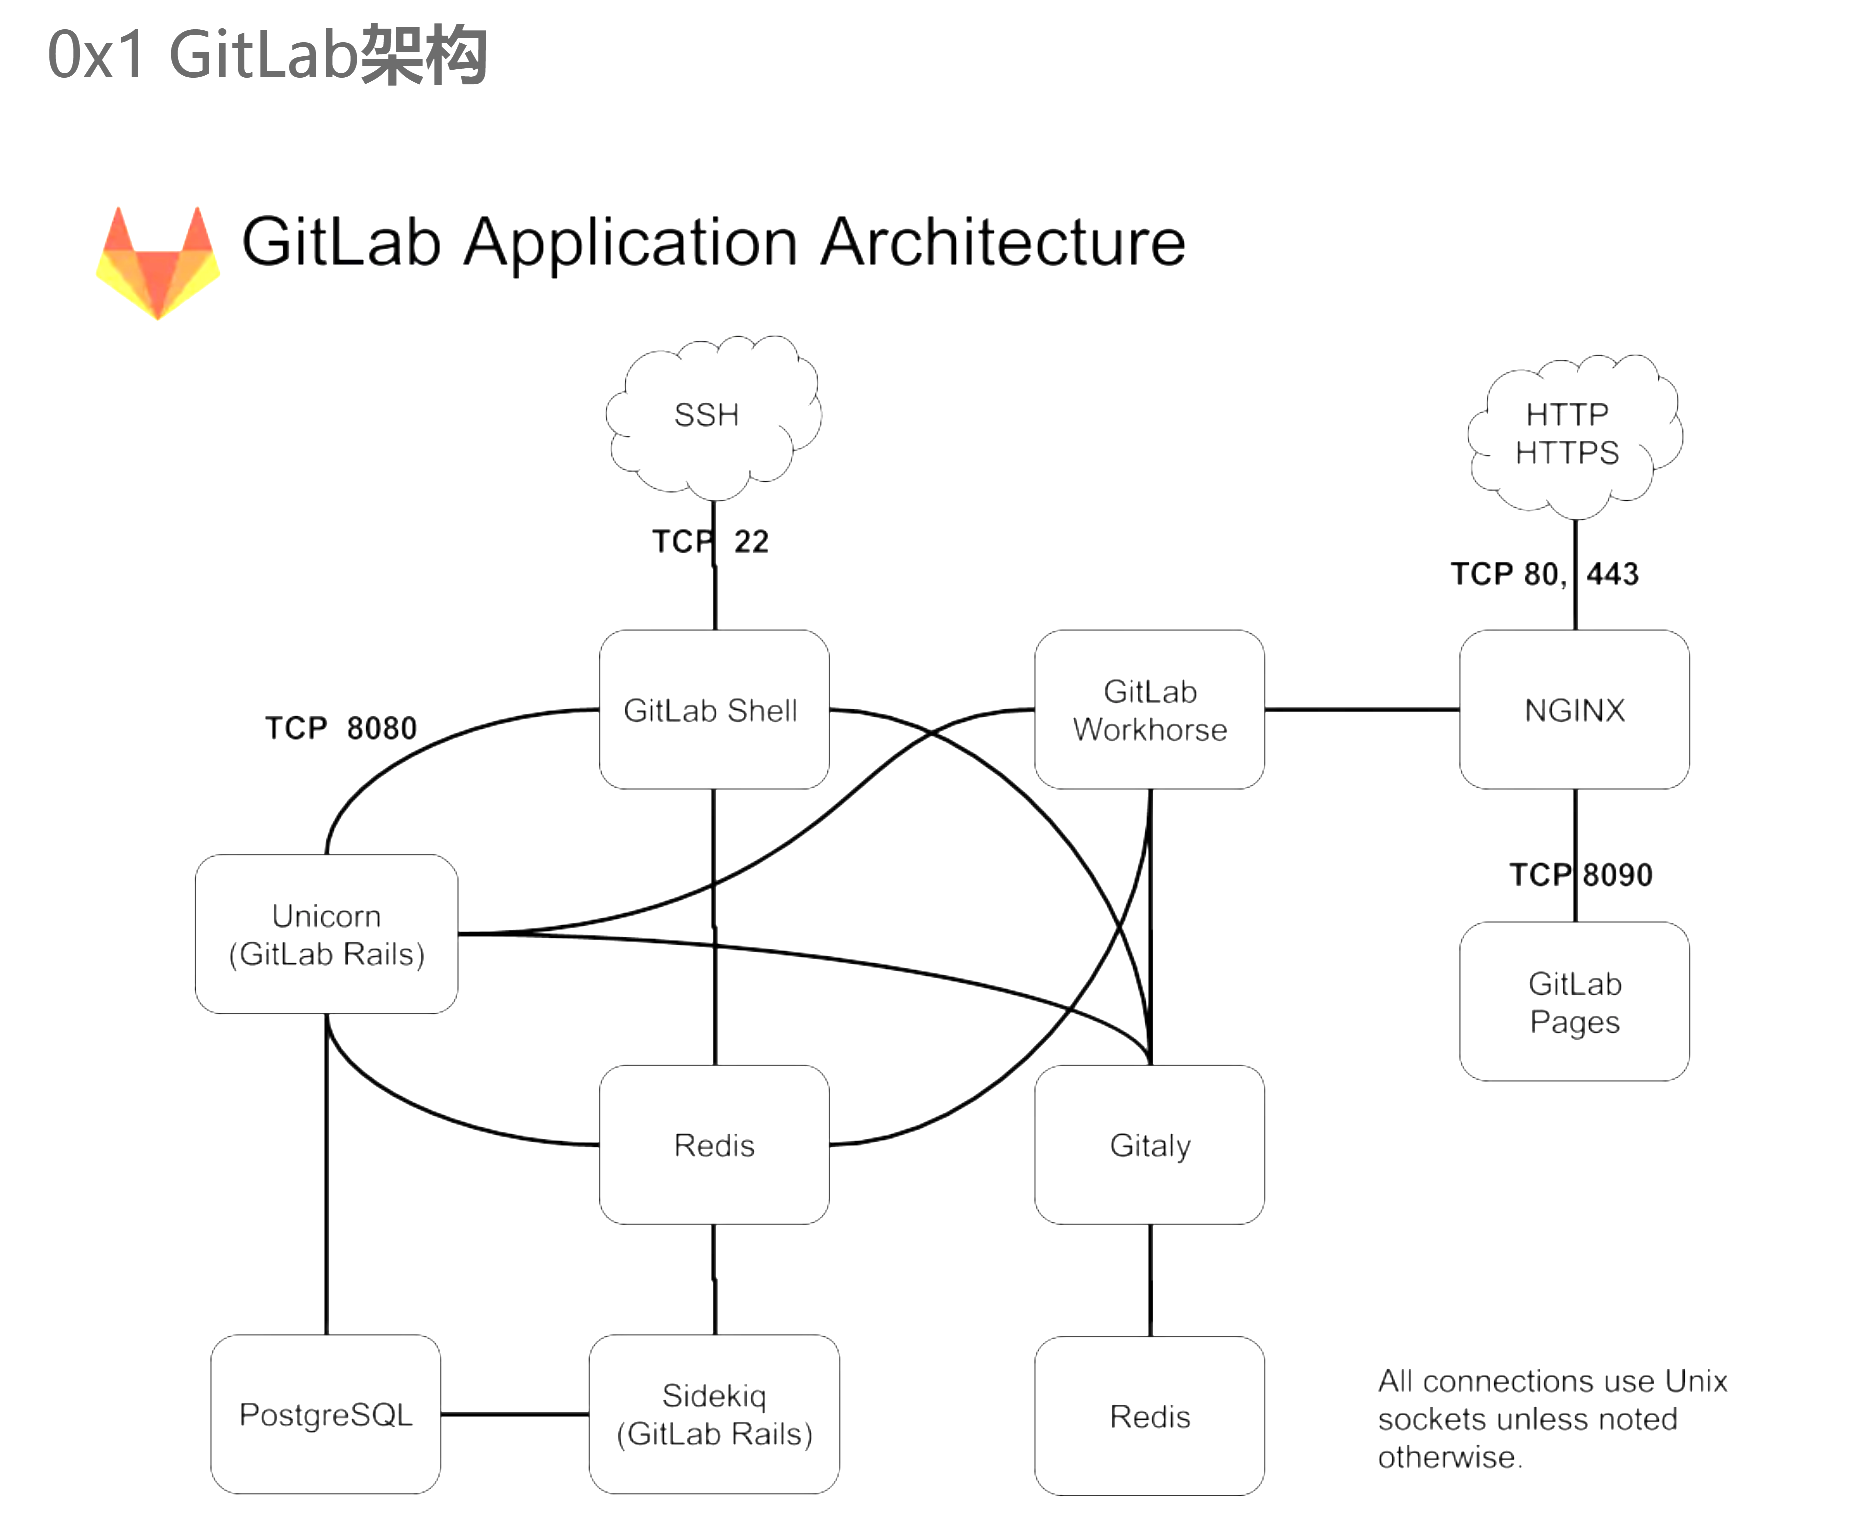 0x1 GitLab架构
GitLab Application Architecture
SSH
HTTP
HTTPS
TCP 22
TCP 80, 443
GitLab Shell
GitLab
Workhorse
NGINX
TCP 8080
TCP 8090
Unicorn
(GitLab Rails)
GitLab
Pages
Redis
Gitaly
PostgreSQL
Sidekiq
(GitLab Rails)
Redis
All connections use Unix
sockets unless noted
otherwise.